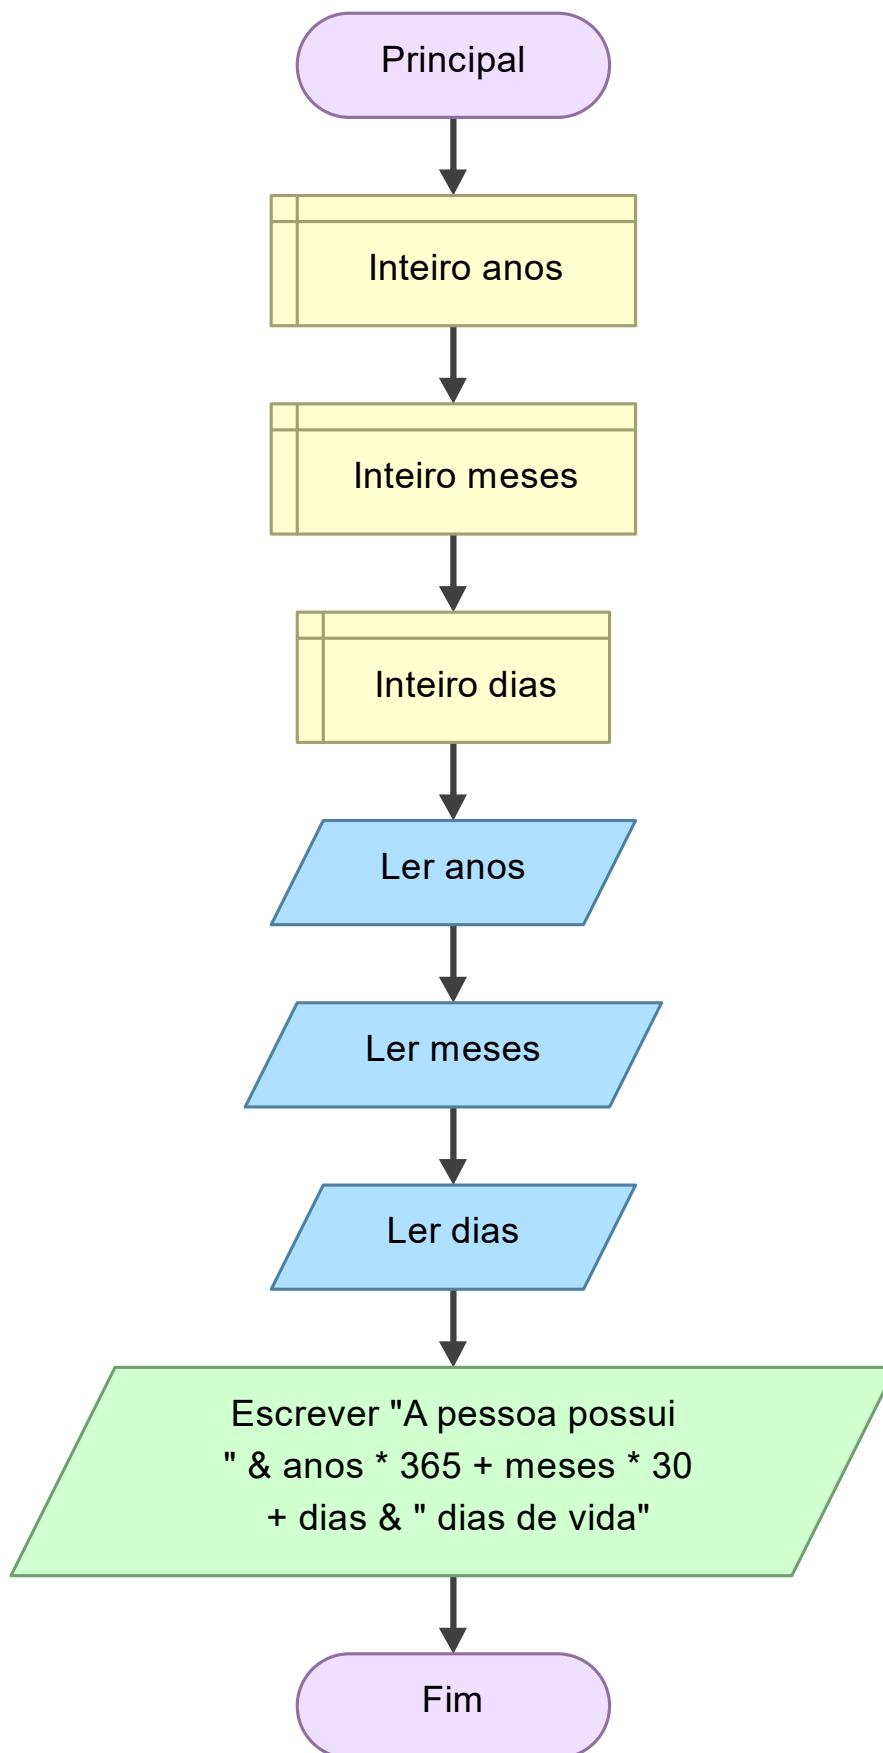 Principal
Inteiro anos
Inteiro meses
Inteiro dias
Ler anos
Ler meses
Ler dias
Escrever "A pessoa possui
" & anos * 365 + meses * 30
+ dias & " dias de vida"
Fim